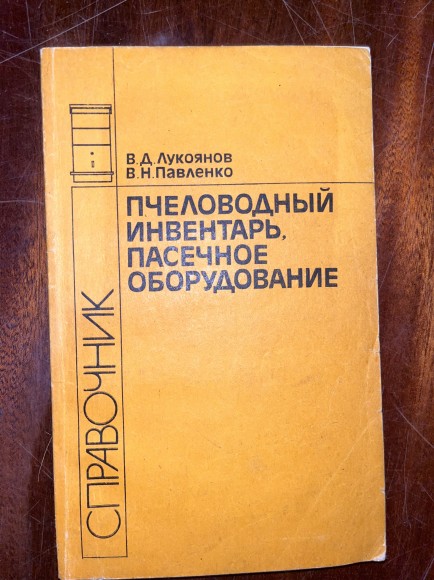 В.Д.Лукоянов
В.Н.Павленко
ПЧЕЛОВОДНЫЙ
ИНВЕНТАРЬ,
ПАСЕЧНОЕ
ОБОРУДОВАНИЕ
СПРАВОЧНИК